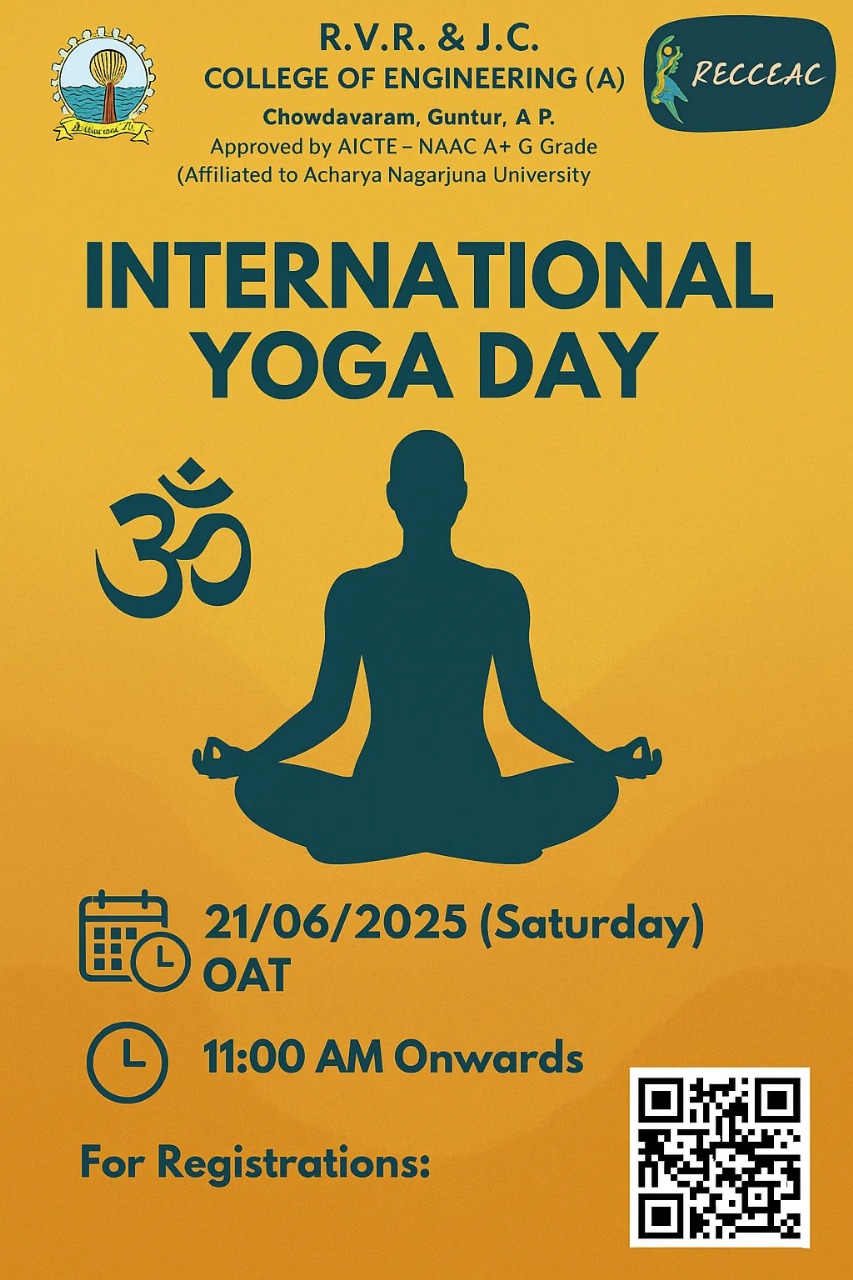 R.V.R. & J.C.
COLLEGE OF ENGINEERING (A)
Chowdavaram, Guntur, A P.
Approved by AICTE – NAAC A+ G Grade
(Affiliated to Acharya Nagarjuna University
RECCEAC
INTERNATIONAL
YOGA DAY
ॐ
21/06/2025 (Saturday)
OAT
11:00 AM Onwards
For Registrations: